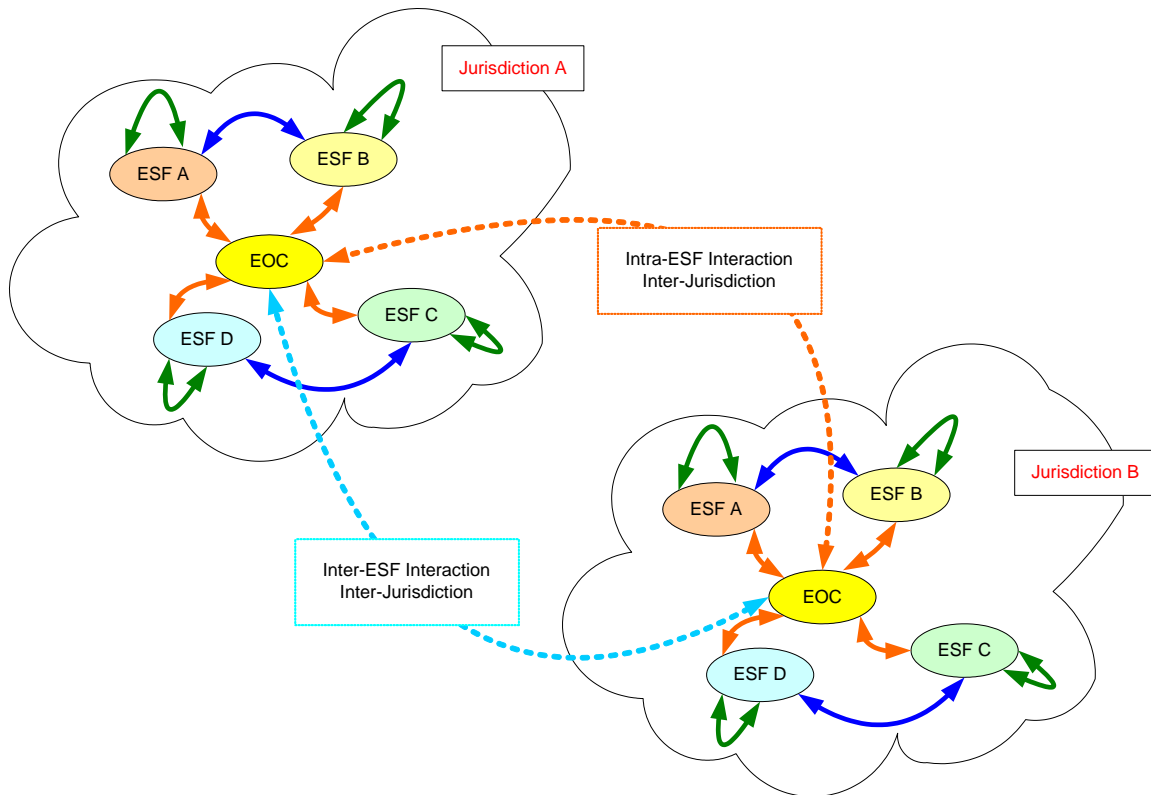 Jurisdiction A
ESF A
ESF B
EOC
ESF C
ESF D
Intra-ESF Interaction
Inter-Jurisdiction
Inter-ESF Interaction
Inter-Jurisdiction
Jurisdiction B
ESF A
ESF B
EOC
ESF C
ESF D